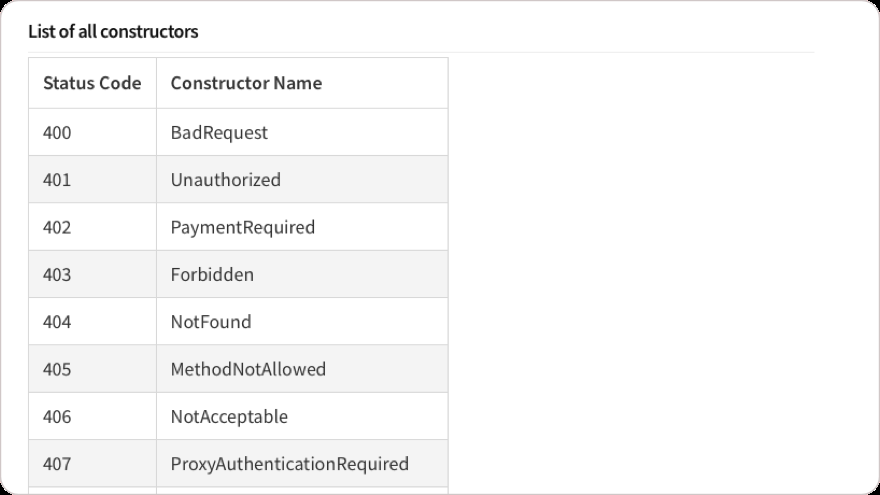 List of all constructors
Status Code Constructor Name
400 BadRequest
401 Unauthorized
402 PaymentRequired
403 Forbidden
404 NotFound
405 MethodNotAllowed
406 NotAcceptable
407 ProxyAuthenticationRequired